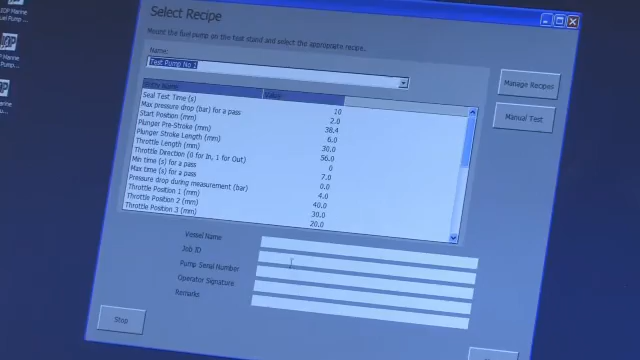 Select Recipe
Mount the fuel pump on the test stand and select the appropriate recipe..
Name:
Test Pump No 1
Manage Recipes
Manual Test
Value
Seal Test Time (s) 10
Max pressure drop (bar) for a pass 2.0
Start Position (mm) 38.4
Plunger Pre-Stroke (mm) 6.0
Plunger Stroke Length (mm) 30.0
Throttle Length (mm) 56.0
Throttle Direction (0 for In, 1 for Out) 0
Min time (s) for a pass 7.0
Max time (s) for a pass 0.0
Pressure drop during measurement (bar) 4.0
Throttle Position 1 (mm) 40.0
Throttle Position 2 (mm) 30.0
Throttle Position 3 (mm) 20.0
Vessel Name
Job ID
Pump Serial Number
Operator Signature
Remarks
Stop
EDP Marine
Marine
Pump ...
Marine